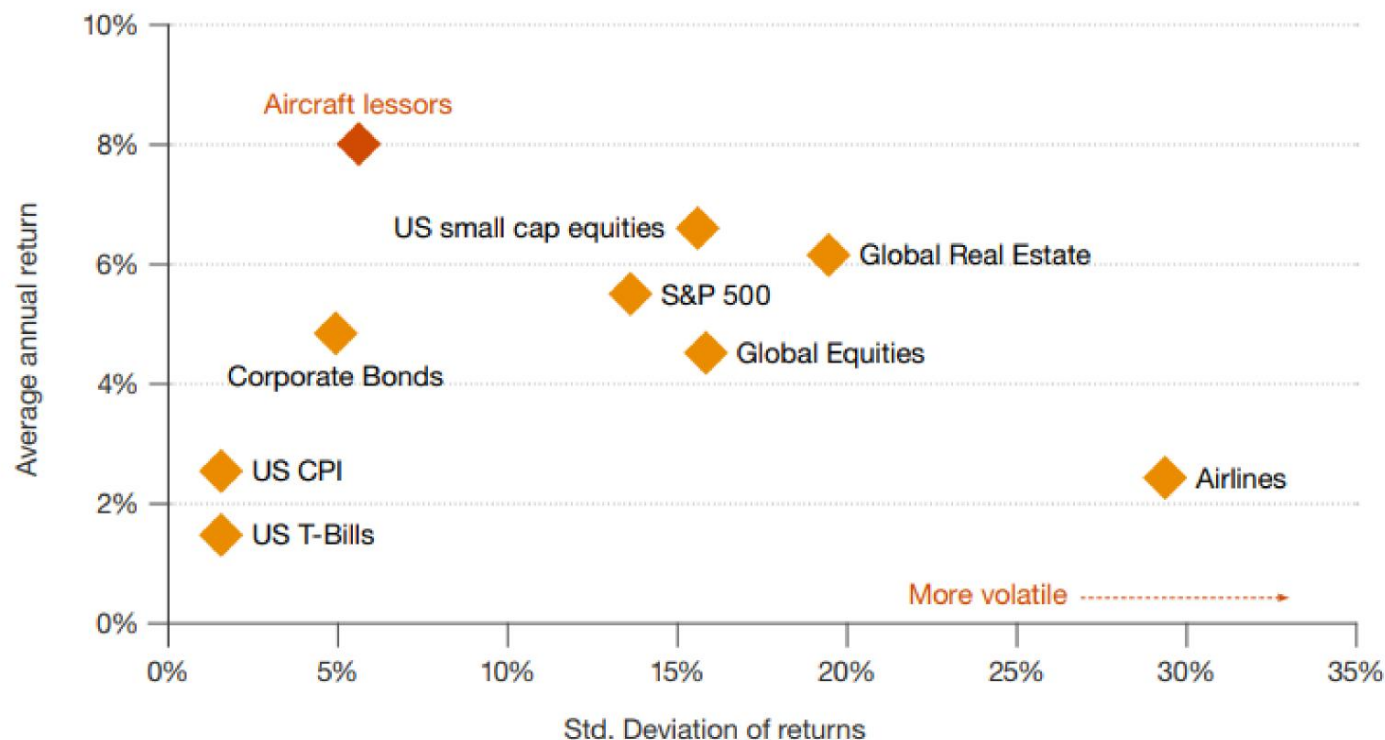 10%
Aircraft lessors
8%
US small cap equities
Global Real Estate
6%
S&P 500
Global Equities
Corporate Bonds
4%
US CPI
Airlines
2%
US T-Bills
More volatile
0%
Average annual return
0% 5% 10% 15% 20% 25% 30% 35%
Std. Deviation of returns